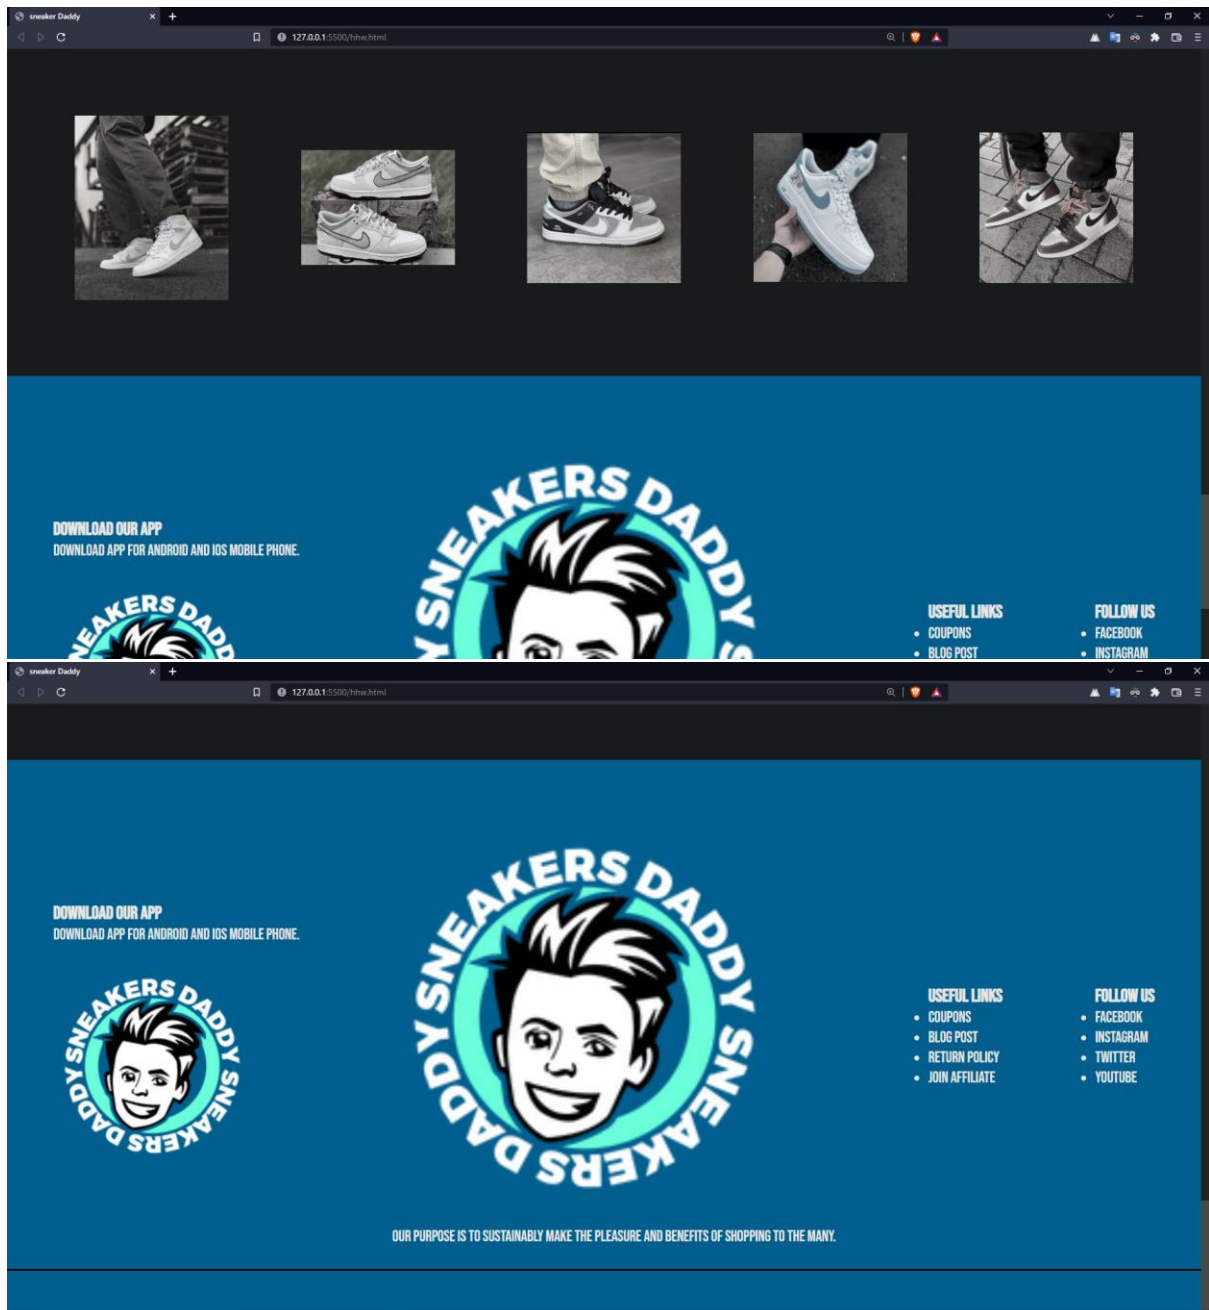 sneaker Daddy
127.0.0.1:5500/hhw.html
DOWNLOAD OUR APP
DOWNLOAD APP FOR ANDROID AND IOS MOBILE PHONE.
SNEAKERS DADDY
SNEAKERS DADDY S
USEFUL LINKS
COUPONS
BLOG POST
FOLLOW US
FACEBOOK
INSTAGRAM
sneaker Daddy
127.0.0.1:5500/hhw.html
DOWNLOAD OUR APP
DOWNLOAD APP FOR ANDROID AND IOS MOBILE PHONE.
SNEAKERS DADDY SNEAKERS DADDY
SNEAKERS DADDY SNEAKERS DADDY
OUR PURPOSE IS TO SUSTAINABLY MAKE THE PLEASURE AND BENEFITS OF SHOPPING TO THE MANY.
USEFUL LINKS
COUPONS
BLOG POST
RETURN POLICY
JOIN AFFILIATE
FOLLOW US
FACEBOOK
INSTAGRAM
TWITTER
YOUTUBE